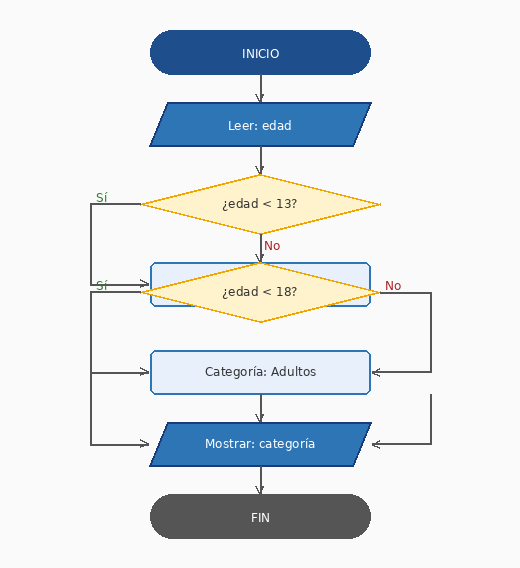 INICIO
Leer: edad
Sí
¿edad < 13?
No
Sí
¿edad < 18?
No
Categoría: Adultos
Mostrar: categoría
FIN